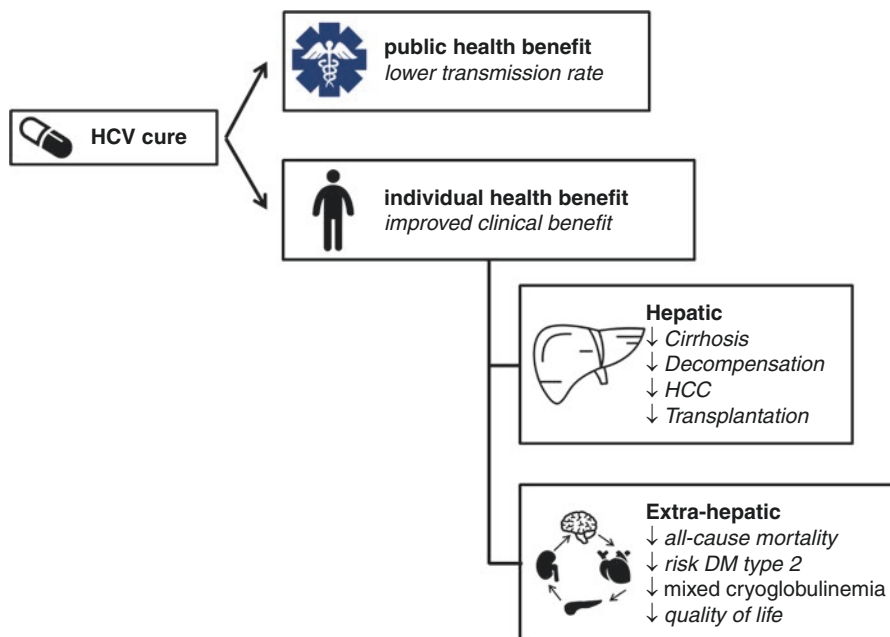 public health benefit
lower transmission rate
HCV cure
individual health benefit
improved clinical benefit
Hepatic
↓ Cirrhosis
↓ Decompensation
↓ HCC
↓ Transplantation
Extra-hepatic
↓ all-cause mortality
↓ risk DM type 2
↓ mixed cryoglobulinemia
↓ quality of life